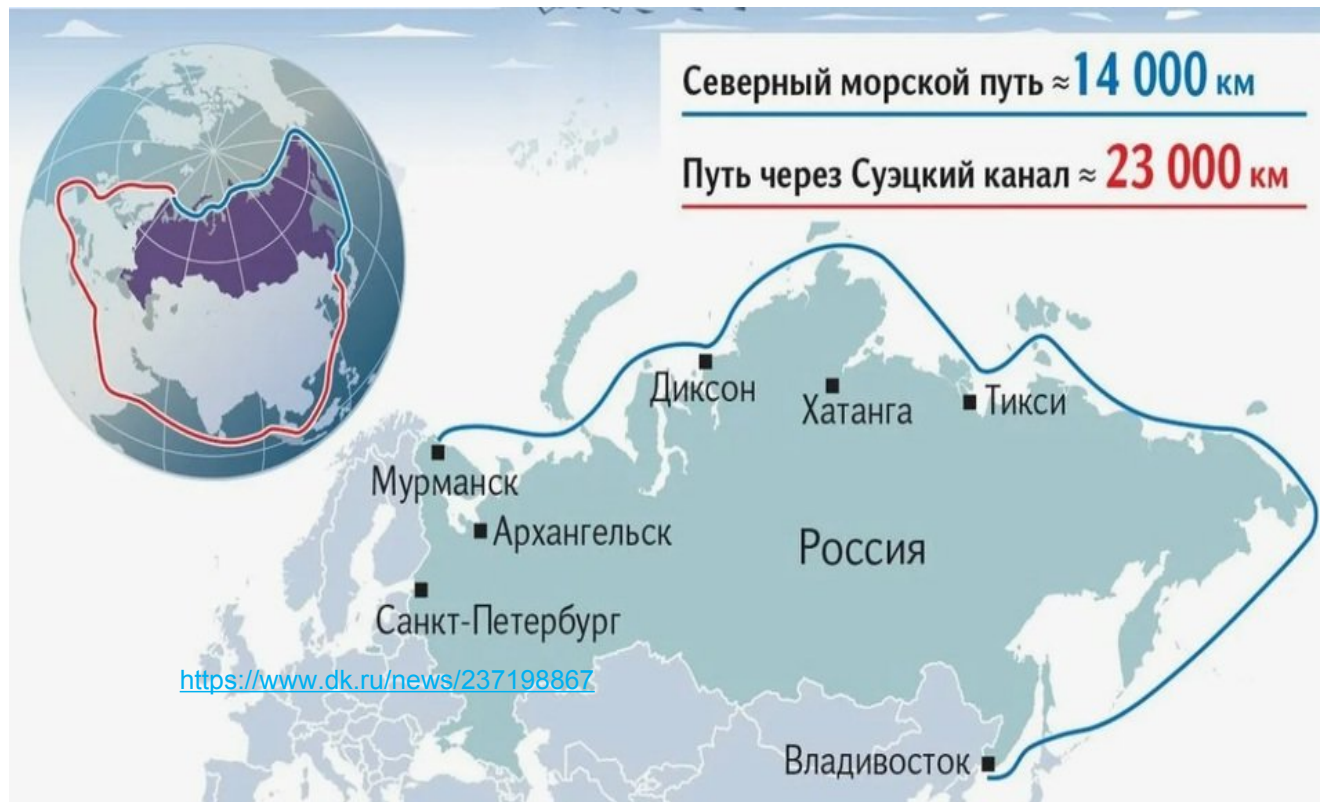 Северный морской путь ≈14 000 км
Путь через Суэцкий канал ≈ 23 000 км
Диксон
Хатанга
Тикси
Мурманск
Архангельск
Россия
Санкт-Петербург
https://www.dk.ru/news/237198867
Владивосток